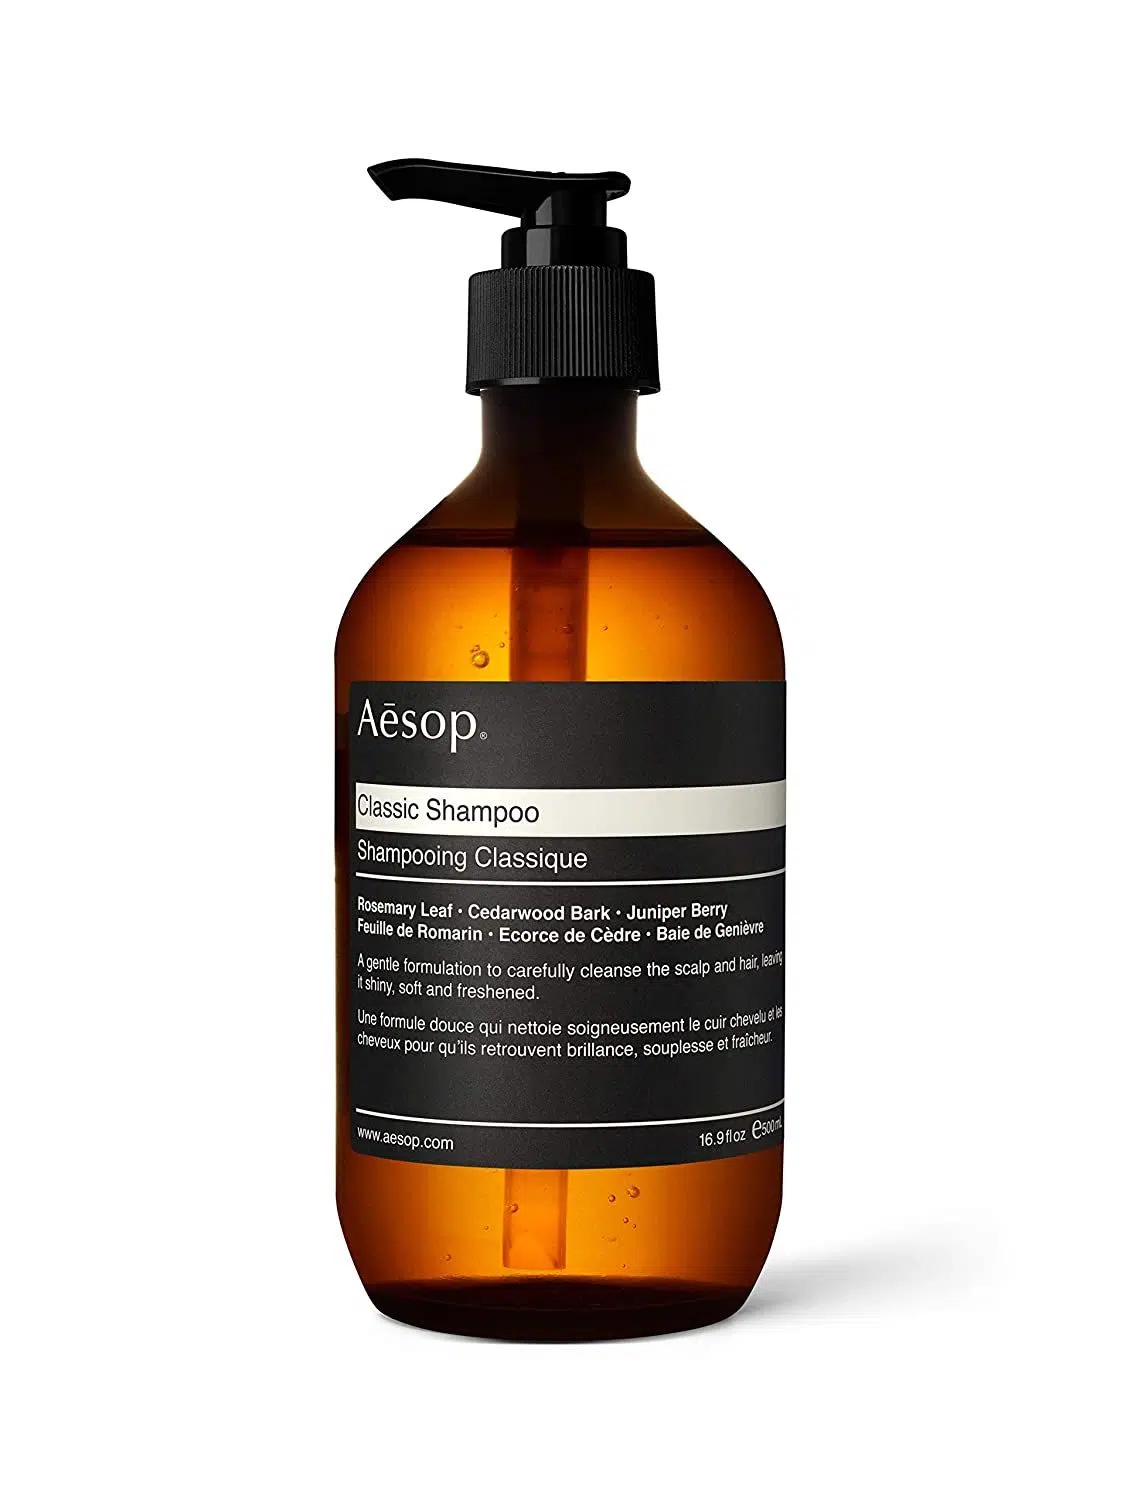 Aēsop®
Classic Shampoo
Shampooing Classique
Rosemary Leaf · Cedarwood Bark · Juniper Berry
Feuille de Romarin · Ecorce de Cèdre · Baie de Genièvre
A gentle formulation to carefully cleanse the scalp and hair, leaving
it shiny, soft and freshened.
Une formule douce qui nettoie soigneusement le cuir chevelu et les
cheveux pour qu'ils retrouvent brillance, souplesse et fraîcheur.
www.aesop.com 16.9 fl oz ℮500mL